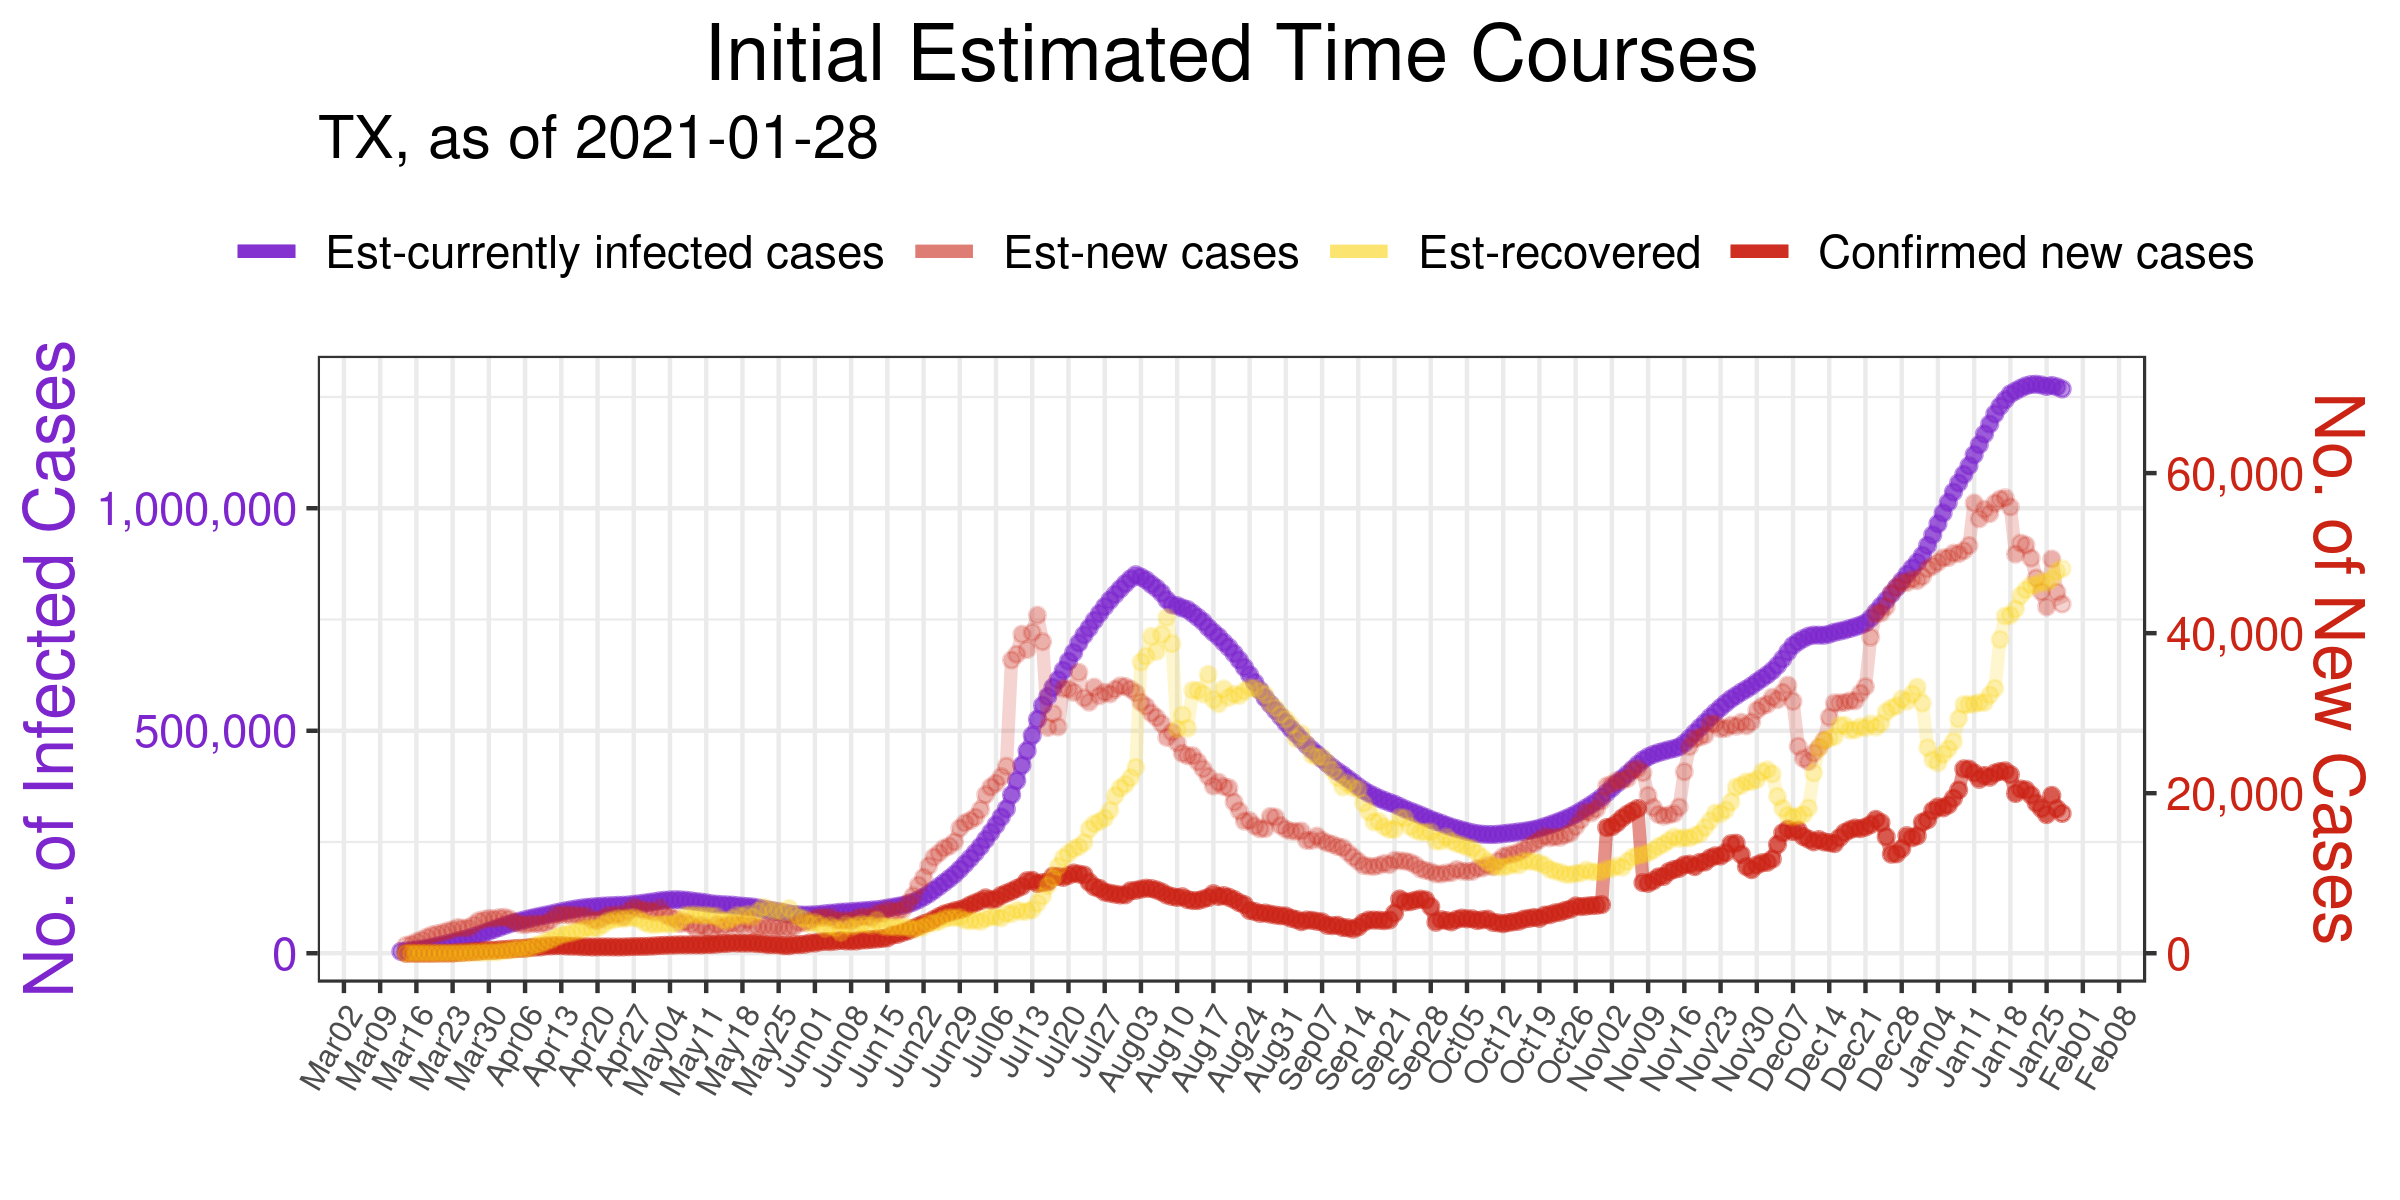 Initial Estimated Time Courses
TX, as of 2021-01-28
Est-currently infected cases Est-new cases Est-recovered Confirmed new cases
No. of Infected Cases
1,000,000
500,000
0
60,000
40,000
20,000
0
No. of New Cases
Mar02 Mar09 Mar16 Mar23 Mar30 Apr06 Apr13 Apr20 Apr27 May04 May11 May18 May25 Jun01 Jun08 Jun15 Jun22 Jun29 Jul06 Jul13 Jul20 Jul27 Aug03 Aug10 Aug17 Aug24 Aug31 Sep07 Sep14 Sep21 Sep28 Oct05 Oct12 Oct19 Oct26 Nov02 Nov09 Nov16 Nov23 Nov30 Dec07 Dec14 Dec21 Dec28 Jan04 Jan11 Jan18 Jan25 Feb01 Feb08